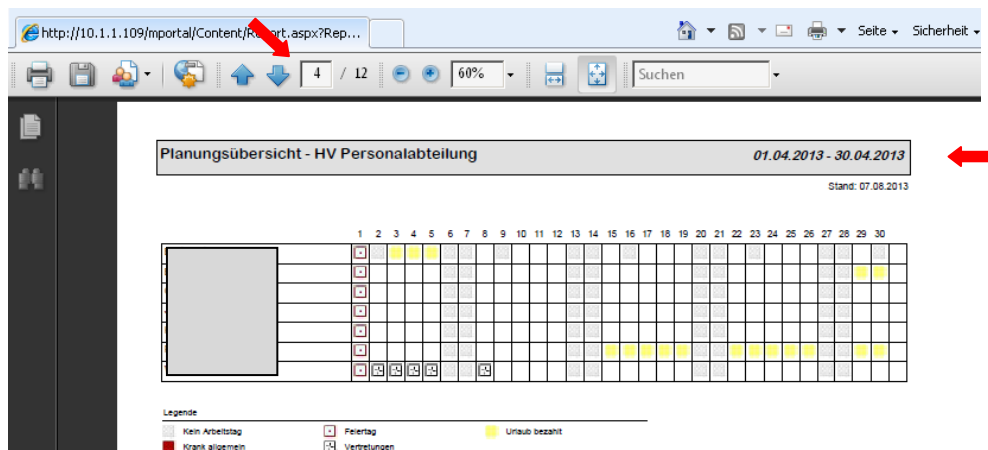 http://10.1.1.109/mportal/Content/Report.aspx?Rep...
Seite
Sicherheit
4 / 12
60%
Suchen
Planungsübersicht - HV Personalabteilung
01.04.2013 - 30.04.2013
Stand: 07.08.2013
1 2 3 4 5 6 7 8 9 10 11 12 13 14 15 16 17 18 19 20 21 22 23 24 25 26 27 28 29 30
Legende
Kein Arbeitstag Feiertag Urlaub bezahlt
Krank allgemein Vertretungen